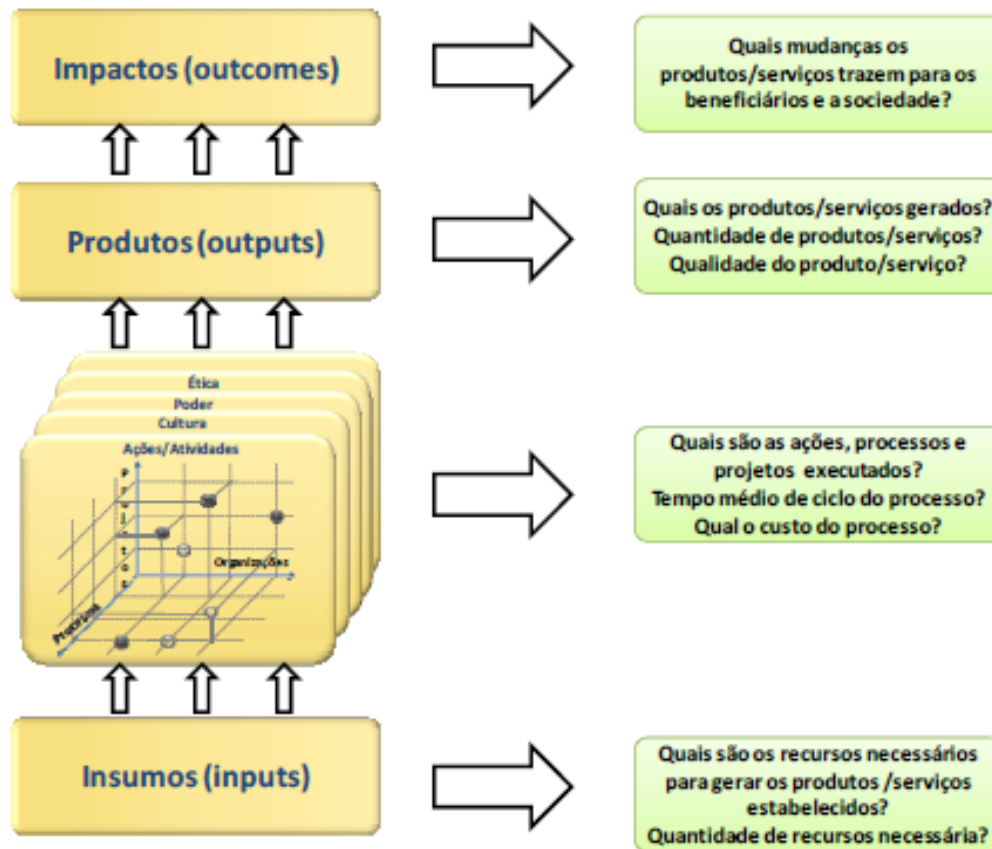 Impactos (outcomes)
Quais mudanças os
produtos/serviços trazem para os
beneficiários e a sociedade?
Produtos (outputs)
Quais os produtos/serviços gerados?
Quantidade de produtos/serviços?
Qualidade do produto/serviço?
Ética
Poder
Cultura
Ações/Atividades
Projetos
Organizações
Quais são as ações, processos e
projetos executados?
Tempo médio de ciclo do processo?
Qual o custo do processo?
Insumos (inputs)
Quais são os recursos necessários
para gerar os produtos /serviços
estabelecidos?
Quantidade de recursos necessária?